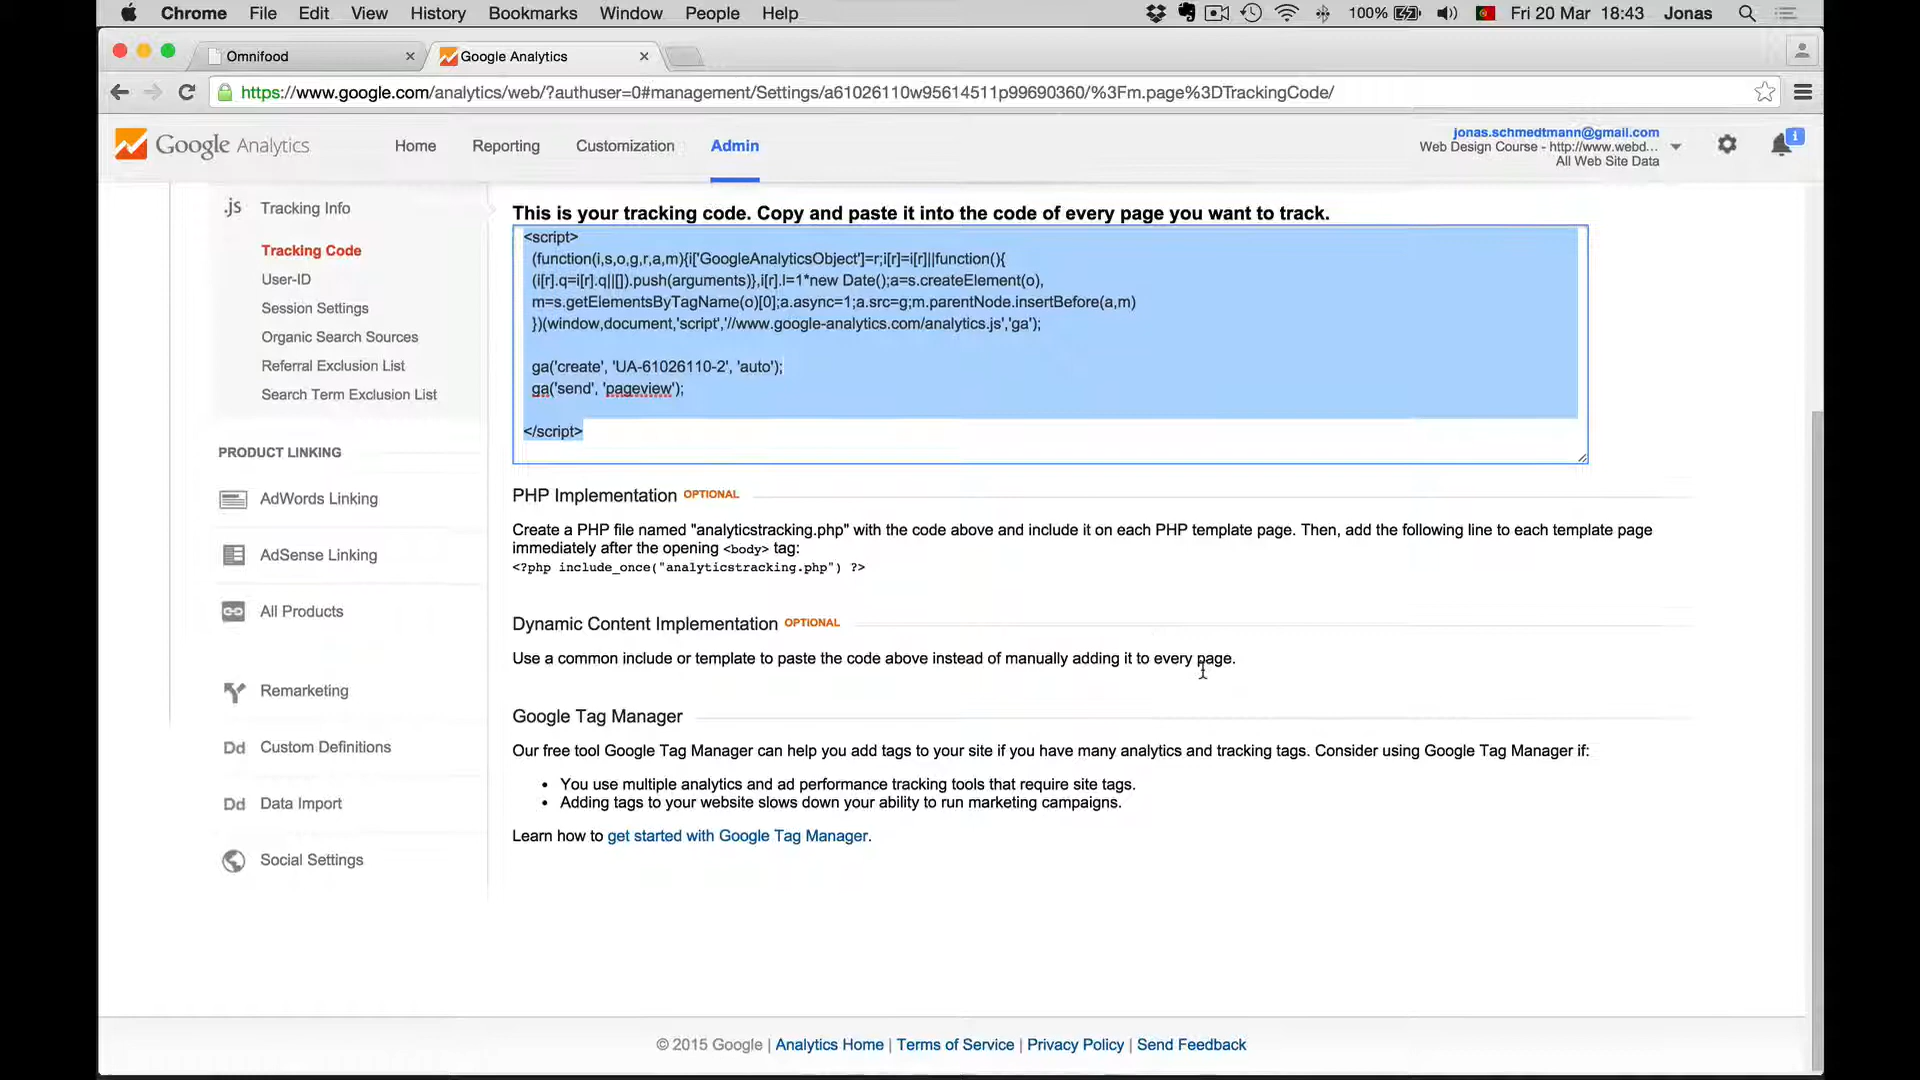 Chrome File Edit View History Bookmarks Window People Help 100% Fri 20 Mar 18:43 Jonas
Omnifood Google Analytics
https://www.google.com/analytics/web/?authuser=0#management/Settings/a61026110w95614511p99690360/%3Fm.page%3DTrackingCode/
Google Analytics Home Reporting Customization Admin
jonas.schmedtmann@gmail.com
Web Design Course - http://www.webd...
All Web Site Data
i
.js Tracking Info
Tracking Code
User-ID
Session Settings
Organic Search Sources
Referral Exclusion List
Search Term Exclusion List
PRODUCT LINKING
AdWords Linking
AdSense Linking
All Products
Remarketing
Dd Custom Definitions
Dd Data Import
Social Settings
This is your tracking code. Copy and paste it into the code of every page you want to track.
<script>
(function(i,s,o,g,r,a,m){i['GoogleAnalyticsObject']=r;i[r]=i[r]||function(){
(i[r].q=i[r].q||[]).push(arguments)},i[r].l=1*new Date();a=s.createElement(o),
m=s.getElementsByTagName(o)[0];a.async=1;a.src=g;m.parentNode.insertBefore(a,m)
})(window,document,'script','//www.google-analytics.com/analytics.js','ga');
ga('create', 'UA-61026110-2', 'auto');
ga('send', 'pageview');
</script>
PHP Implementation OPTIONAL
Create a PHP file named "analyticstracking.php" with the code above and include it on each PHP template page. Then, add the following line to each template page
immediately after the opening <body> tag:
<?php include_once("analyticstracking.php") ?>
Dynamic Content Implementation OPTIONAL
Use a common include or template to paste the code above instead of manually adding it to every page.
Google Tag Manager
Our free tool Google Tag Manager can help you add tags to your site if you have many analytics and tracking tags. Consider using Google Tag Manager if:
• You use multiple analytics and ad performance tracking tools that require site tags.
• Adding tags to your website slows down your ability to run marketing campaigns.
Learn how to get started with Google Tag Manager.
© 2015 Google | Analytics Home | Terms of Service | Privacy Policy | Send Feedback